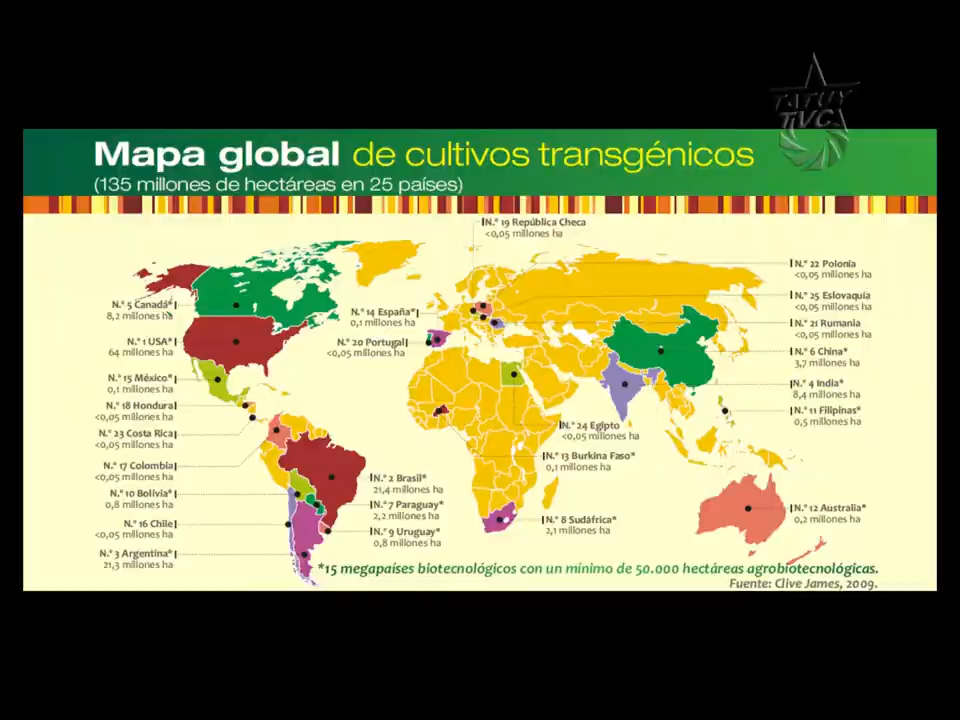 TATUY
TVC
Mapa global de cultivos transgénicos
(135 millones de hectáreas en 25 países)
N.° 19 República Checa
<0,05 millones ha
N.° 22 Polonia
<0,05 millones ha
N.° 25 Eslovaquía
<0,05 millones ha
N.° 21 Rumania
<0,05 millones ha
N.° 6 China*
3,7 millones ha
N.° 4 India*
8,4 millones ha
N.° 11 Filipinas*
0,5 millones ha
N.° 5 Canadá*
8,2 millones ha
N.° 1 USA*
64 millones ha
N.° 15 México*
0,1 millones ha
N.° 18 Hondura
<0,05 millones ha
N.° 23 Costa Rica
<0,05 millones ha
N.° 17 Colombia
<0,05 millones ha
N.° 10 Bolivia*
0,8 millones ha
N.° 16 Chile
<0,05 millones ha
N.° 3 Argentina*
21,3 millones ha
N.° 14 España*
0,1 millones ha
N.° 20 Portugal
<0,05 millones ha
N.° 24 Egipto
<0,05 millones ha
N.° 13 Burkina Faso*
0,1 millones ha
N.° 2 Brasil*
21,4 millones ha
N.° 7 Paraguay*
2,2 millones ha
N.° 9 Uruguay*
0,8 millones ha
N.° 8 Sudáfrica*
2,1 millones ha
N.° 12 Australia*
0,2 millones ha
*15 megapaíses biotecnológicos con un mínimo de 50.000 hectáreas agrobiotecnológicas.
Fuente: Clive James, 2009.